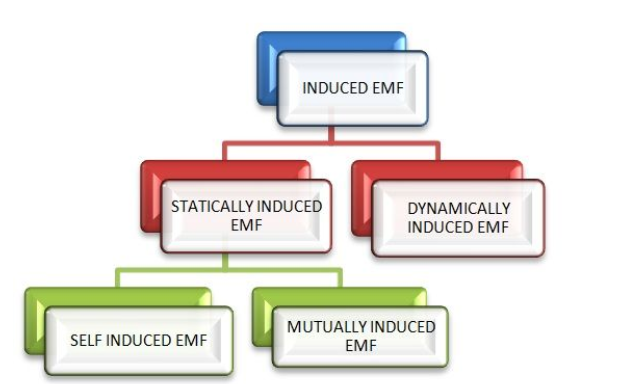 INDUCED EMF
STATICALLY INDUCED
EMF
DYNAMICALLY
INDUCED EMF
SELF INDUCED EMF
MUTUALLY INDUCED
EMF